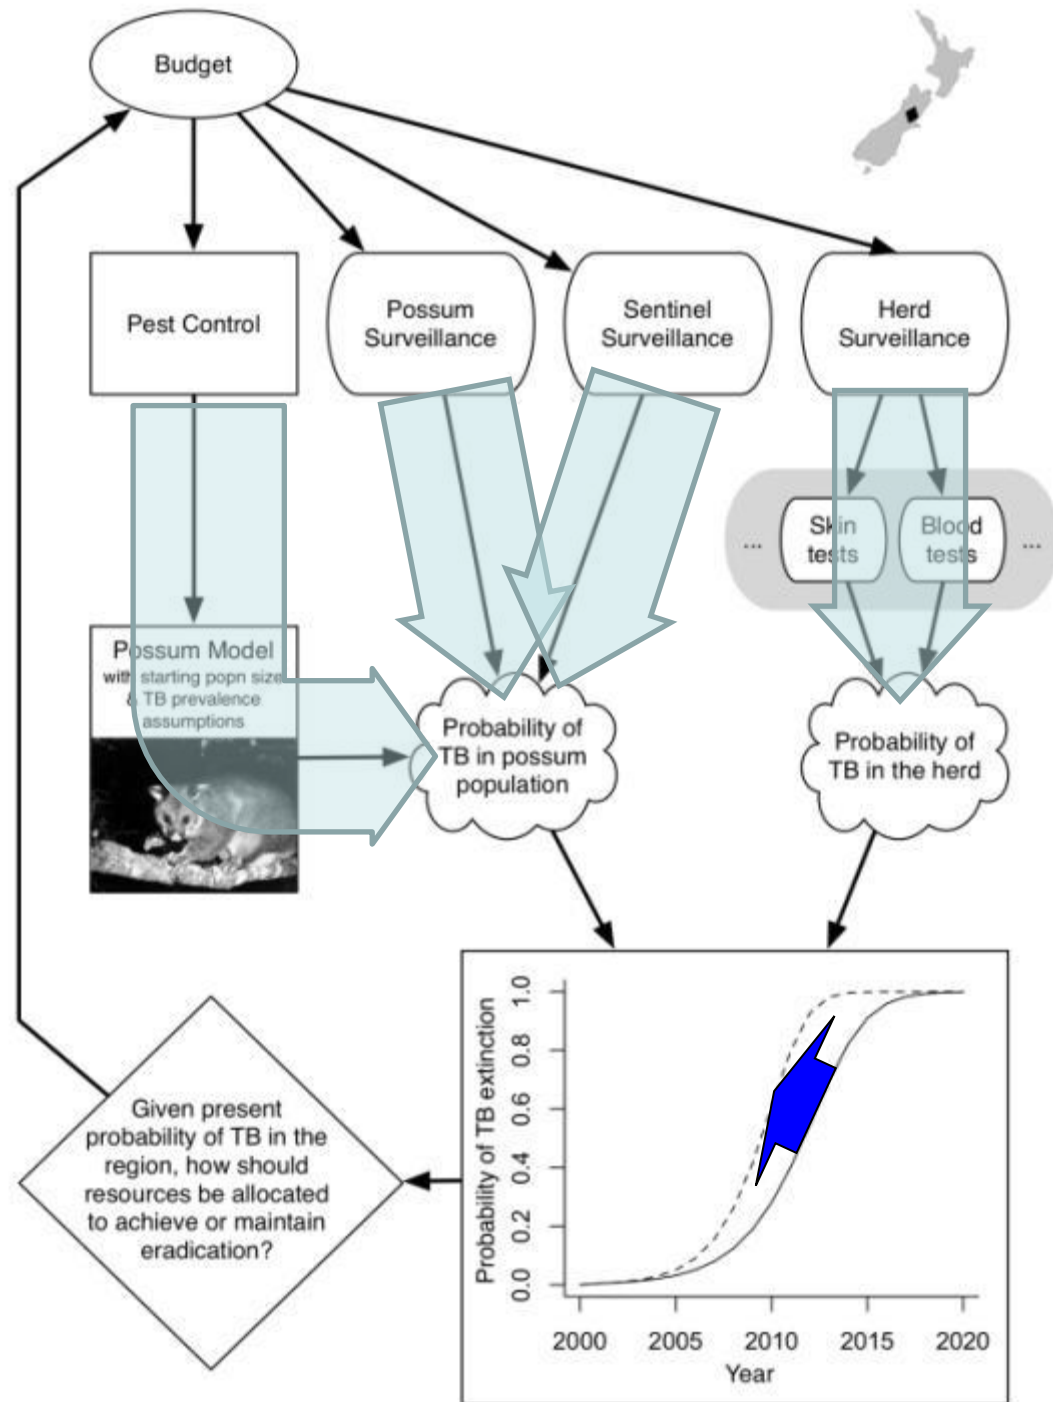 Budget
Pest Control
Possum
Surveillance
Sentinel
Surveillance
Herd
Surveillance
...
Skin
tests
Blood
tests
...
Possum Model
with starting popn size
& TB prevalence
assumptions
Probability of
TB in possum
population
Probability of
TB in the herd
Given present
probability of TB in the
region, how should
resources be allocated
to achieve or maintain
eradication?
Probability of TB extinction
1.0
0.8
0.6
0.4
0.2
0.0
2000 2005 2010 2015 2020
Year